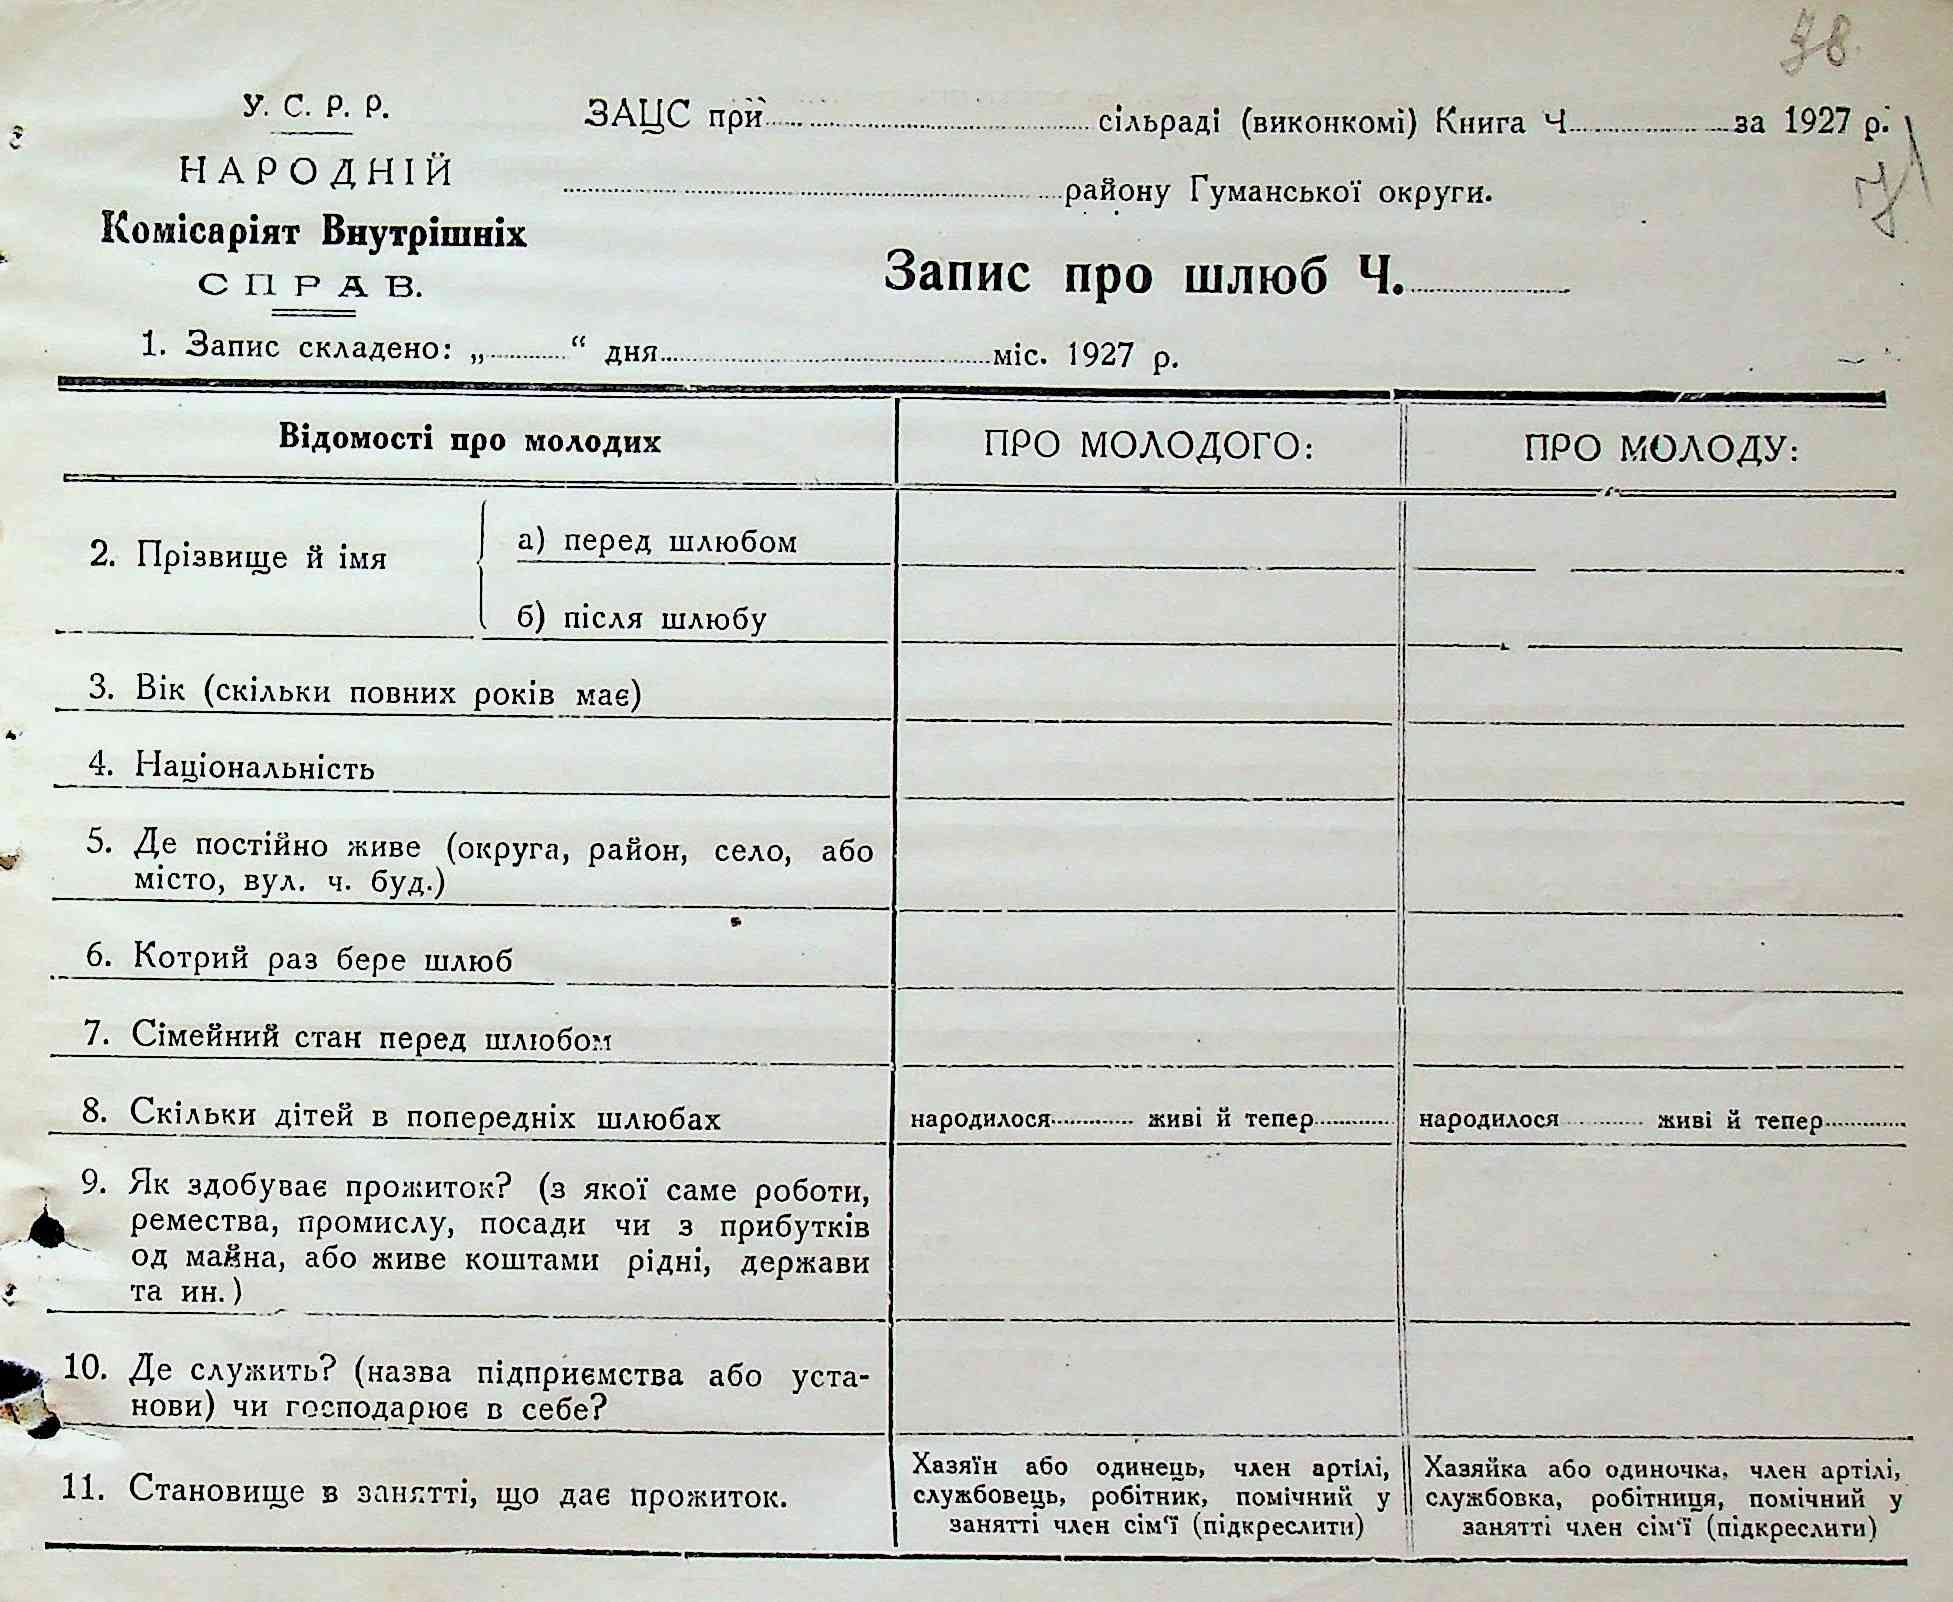 78
У. С. Р. Р.
НАРОДНІЙ
Комісаріят Внутрішніх
СПРАВ.
ЗАЦС при сільраді (виконкомі) Книга Ч за 1927 р.
району Гуманської округи.
Запис про шлюб Ч.
1. Запис складено: „ “ дня міс. 1927 р.
Відомості про молодих ПРО МОЛОДОГО: ПРО МОЛОДУ:
2. Прізвище й імя
а) перед шлюбом
б) після шлюбу
3. Вік (скільки повних років має)
4. Національність
5. Де постійно живе (округа, район, село, або
місто, вул. ч. буд.)
6. Котрий раз бере шлюб
7. Сімейний стан перед шлюбом
8. Скільки дітей в попередніх шлюбах народилося живі й тепер народилося живі й тепер
9. Як здобуває прожиток? (з якої саме роботи,
ремества, промислу, посади чи з прибутків
од майна, або живе коштами рідні, держави
та ин.)
10. Де служить? (назва підприємства або уста-
нови) чи господарює в себе?
11. Становище в занятті, що дає прожиток.
Хазяїн або одинець, член артілі,
службовець, робітник, помічний у
занятті член сім‘ї (підкреслити)
Хазяйка або одиночка, член артілі,
службовка, робітниця, помічний у
занятті член сім‘ї (підкреслити)